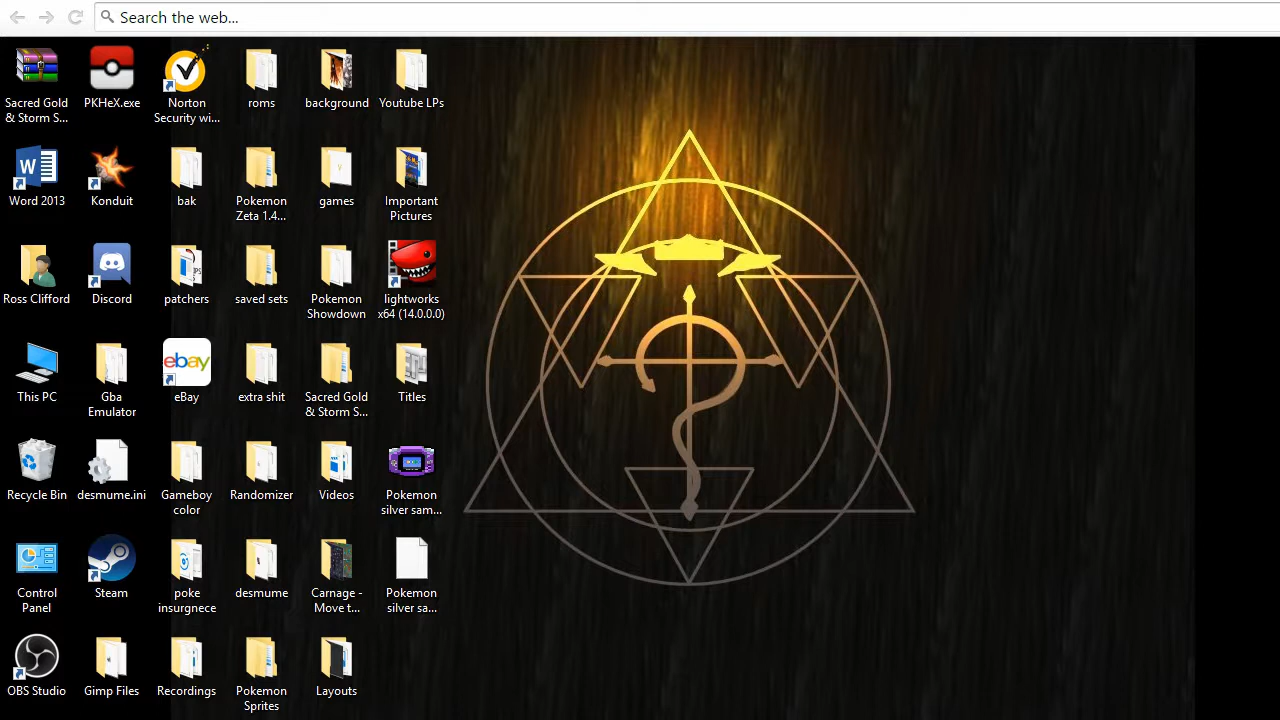 Search the web...
Sacred Gold
& Storm S...
PKHeX.exe
Norton
Security wi...
roms
background
Youtube LPs
Word 2013
Konduit
bak
Pokemon
Zeta 1.4...
games
Important
Pictures
Ross Clifford
Discord
patchers
saved sets
Pokemon
Showdown
lightworks
x64 (14.0.0.0)
This PC
Gba
Emulator
ebay
eBay
extra shit
Sacred Gold
& Storm S...
Titles
Recycle Bin
desmume.ini
Gameboy
color
Randomizer
Videos
Pokemon
silver sam...
Control
Panel
Steam
poke
insurgnece
desmume
Carnage -
Move t...
Pokemon
silver sa...
OBS Studio
Gimp Files
Recordings
Pokemon
Sprites
Layouts